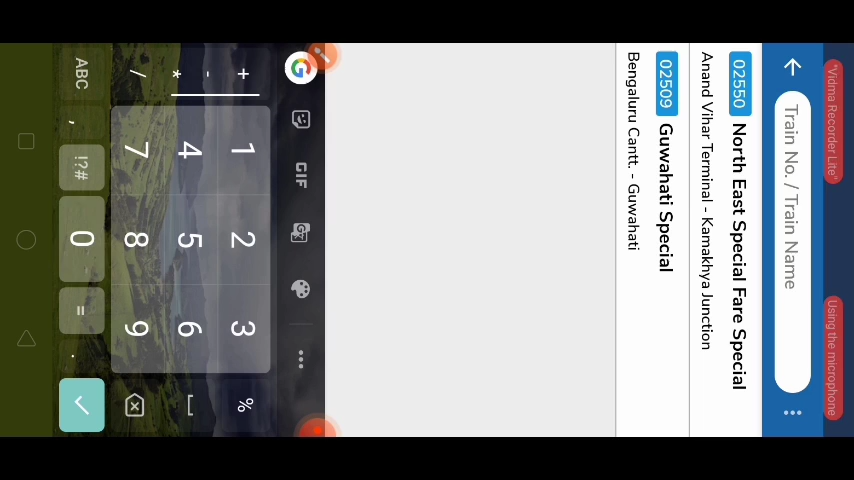 "Vidma Recorder Lite" Using the microphone
Train No. / Train Name
02550 North East Special Fare Special
Anand Vihar Terminal - Kamakhya Junction
02509 Guwahati Special
Bengaluru Cantt. - Guwahati
GIF
+ 1 2 3 %
- 4 5 6
* 
/ 7 8 9
ABC , !?# 0 = .